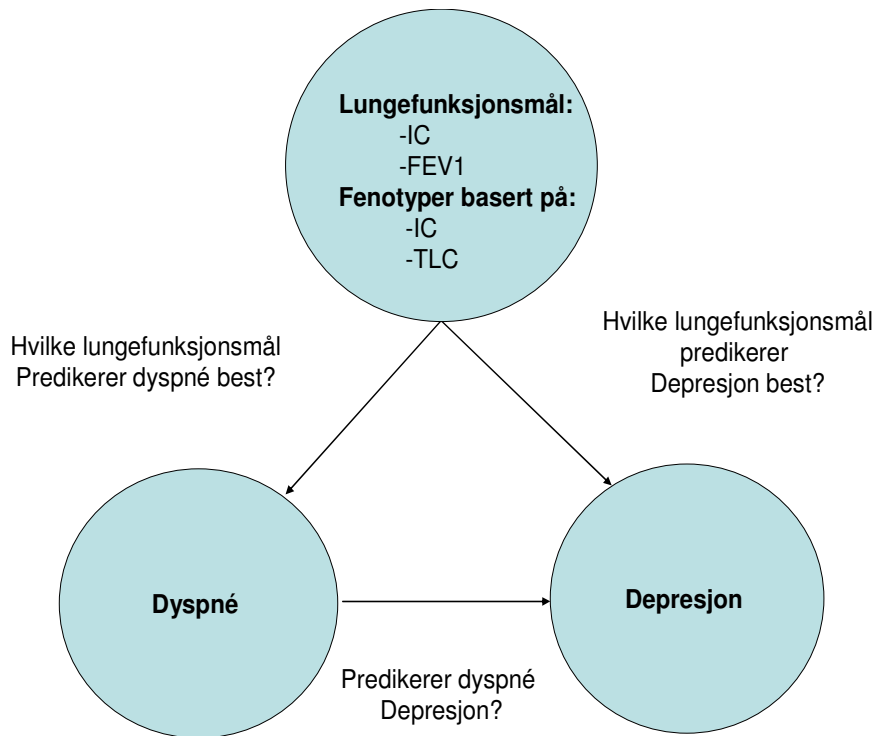 Lungefunksjonsmål:
-IC
-FEV1
Fenotyper basert på:
-IC
-TLC
Hvilke lungefunksjonsmål
Predikerer dyspné best?
Hvilke lungefunksjonsmål
predikerer
Depresjon best?
Dyspné
Depresjon
Predikerer dyspné
Depresjon?